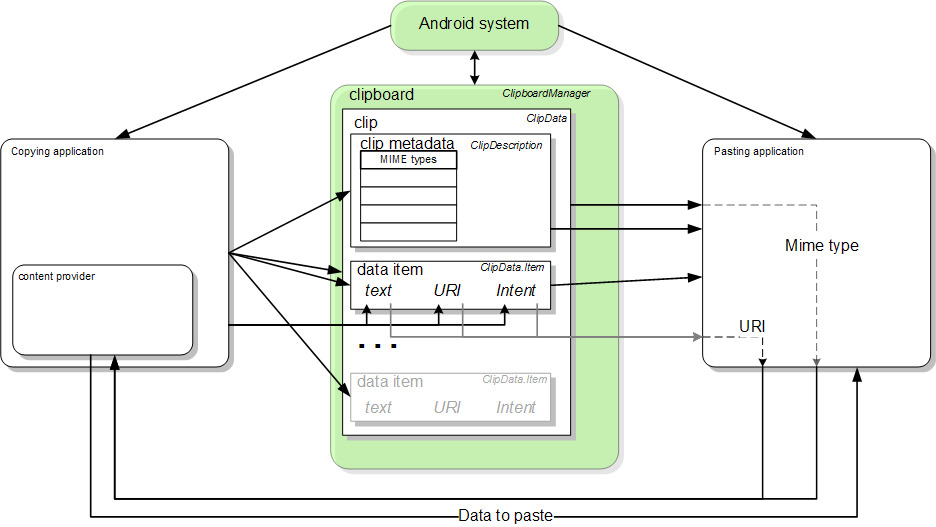 Android system
clipboard
ClipboardManager
clip
ClipData
clip metadata
ClipDescription
MIME types
Copying application
content provider
data item
ClipData.Item
text URI Intent
...
data item
ClipData.Item
text URI Intent
Pasting application
Mime type
URI
Data to paste